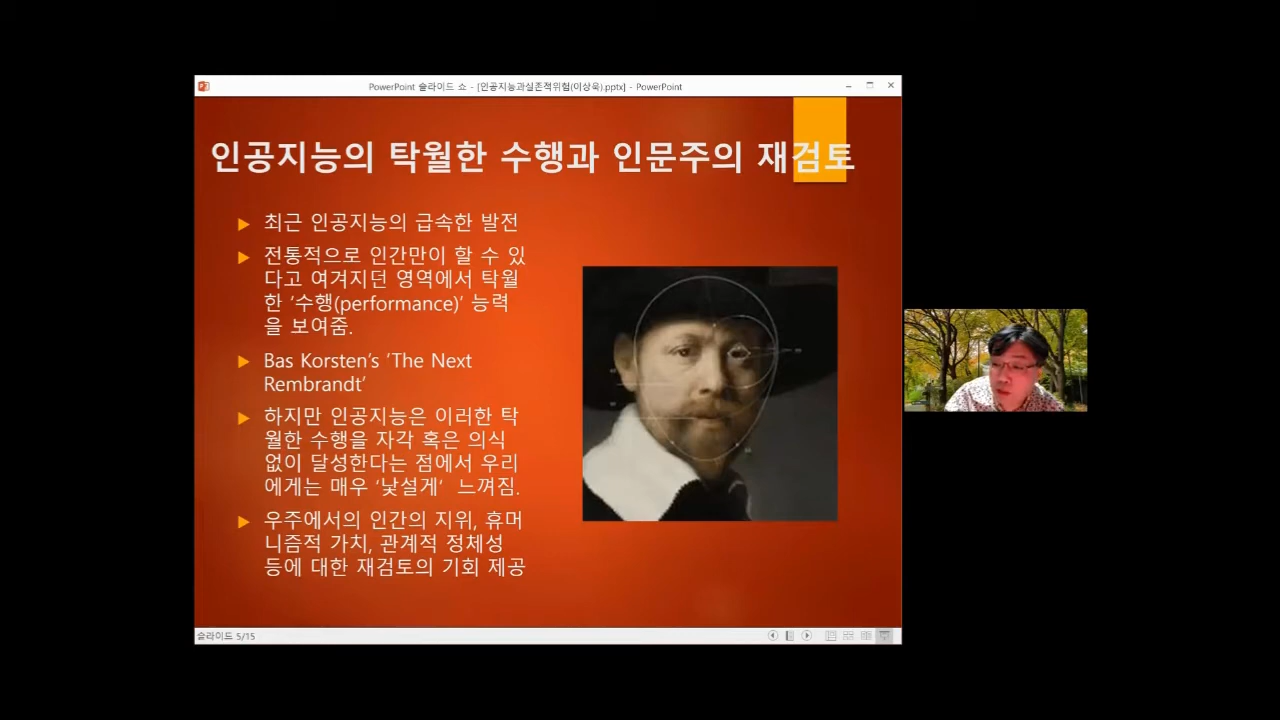 PowerPoint 슬라이드 쇼 - [인공지능과실존적위험(이상욱).pptx] - PowerPoint
인공지능의 탁월한 수행과 인문주의 재검토
최근 인공지능의 급속한 발전
전통적으로 인간만이 할 수 있
다고 여겨지던 영역에서 탁월
한 ‘수행(performance)’ 능력
을 보여줌.
Bas Korsten’s ’The Next
Rembrandt’
하지만 인공지능은 이러한 탁
월한 수행을 자각 혹은 의식
없이 달성한다는 점에서 우리
에게는 매우 ‘낯설게’ 느껴짐.
우주에서의 인간의 지위, 휴머
니즘적 가치, 관계적 정체성
등에 대한 재검토의 기회 제공
슬라이드 5/15